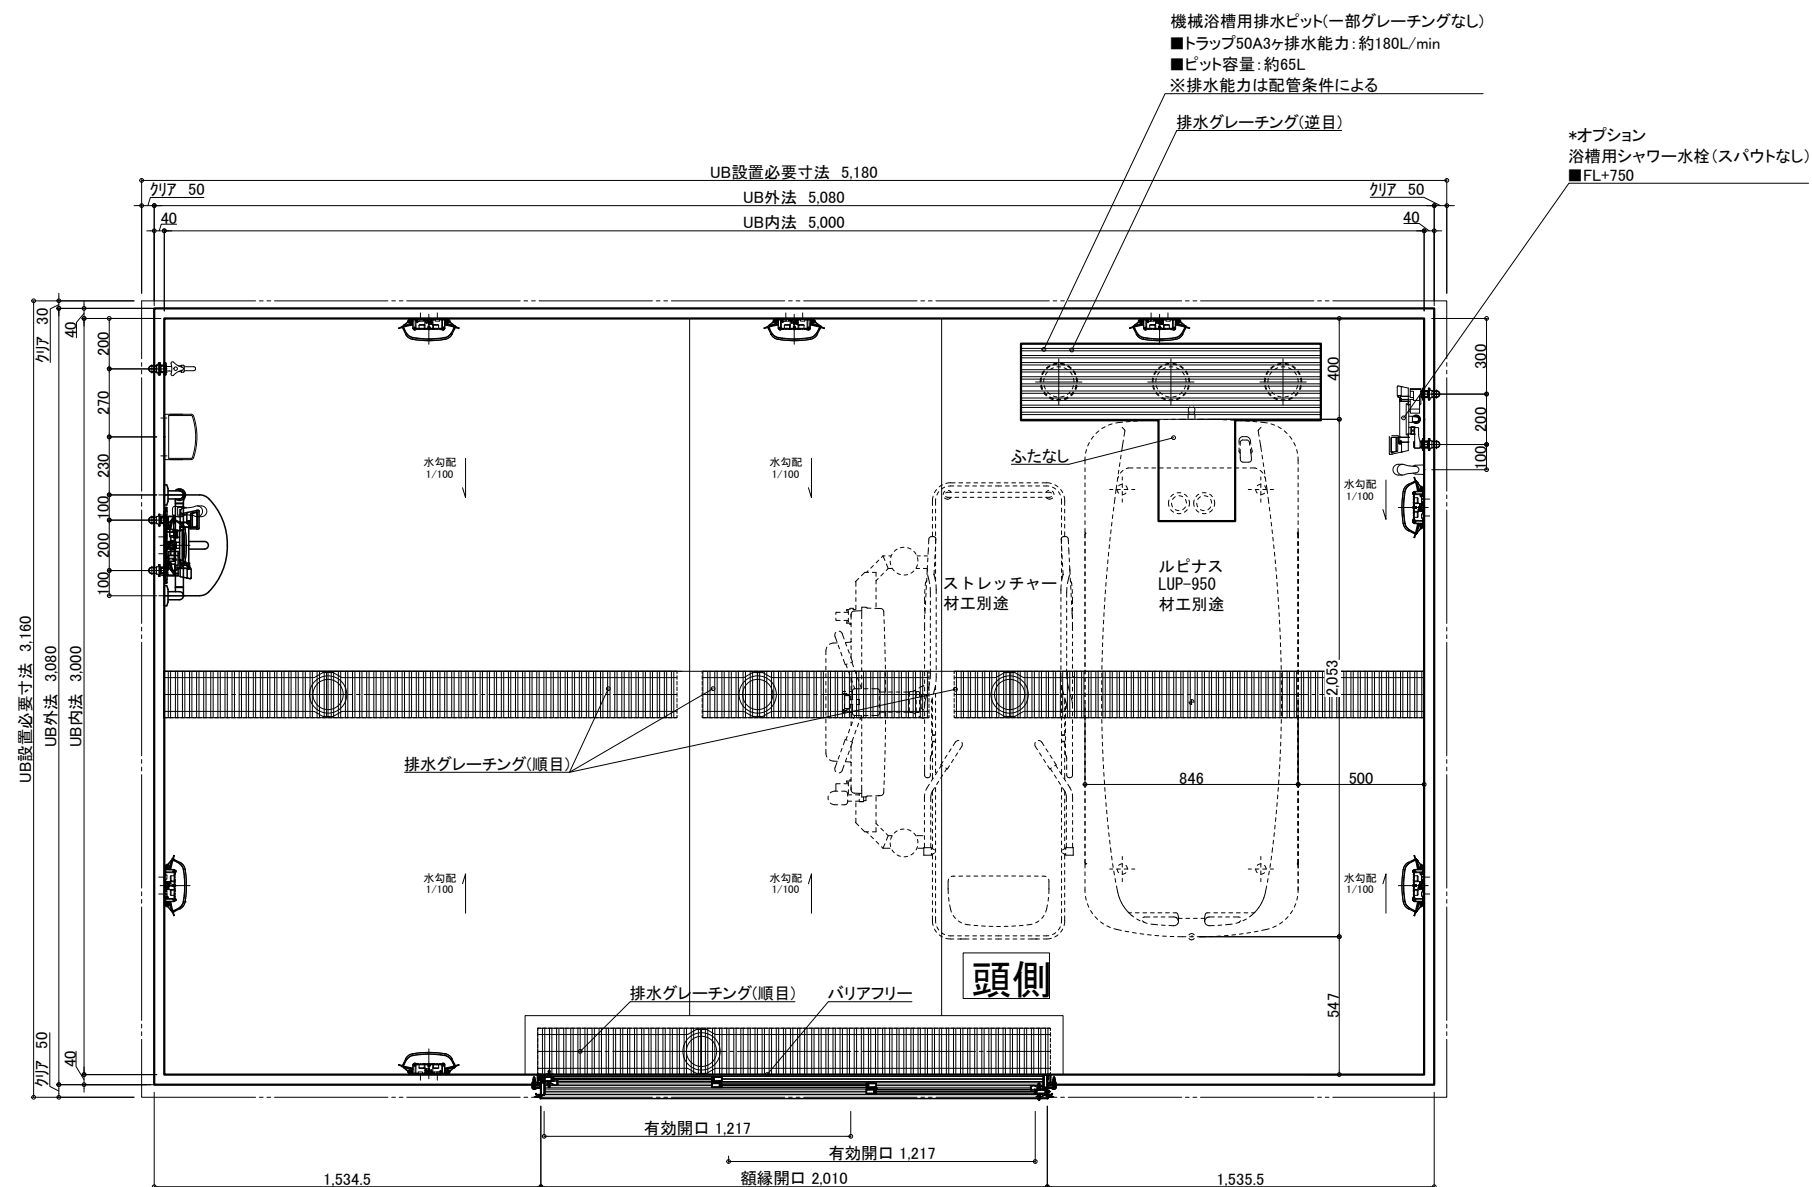 機械浴槽用排水ピット(一部グレーチングなし)
■トラップ50A3ヶ排水能力:約180L/min
■ピット容量:約65L
※排水能力は配管条件による
排水グレーチング(逆目)
*オプション
浴槽用シャワー水栓(スパウトなし)
■FL+750
UB設置必要寸法 5,180
クリア 50
クリア 50
UB外法 5,080
40
40
UB内法 5,000
クリア 30
40
200
270
230
100
200
100
UB設置必要寸法 3,160
UB外法 3,080
UB内法 3,000
クリア 50
40
300
200
100
400
水勾配
1/100
水勾配
1/100
ふたなし
水勾配
1/100
ストレッチャー
材工別途
ルピナス
LUP-950
材工別途
2,053
排水グレーチング(順目)
846
500
水勾配
1/100
水勾配
1/100
水勾配
1/100
頭側
547
排水グレーチング(順目)
バリアフリー
有効開口 1,217
有効開口 1,217
1,534.5
額縁開口 2,010
1,535.5